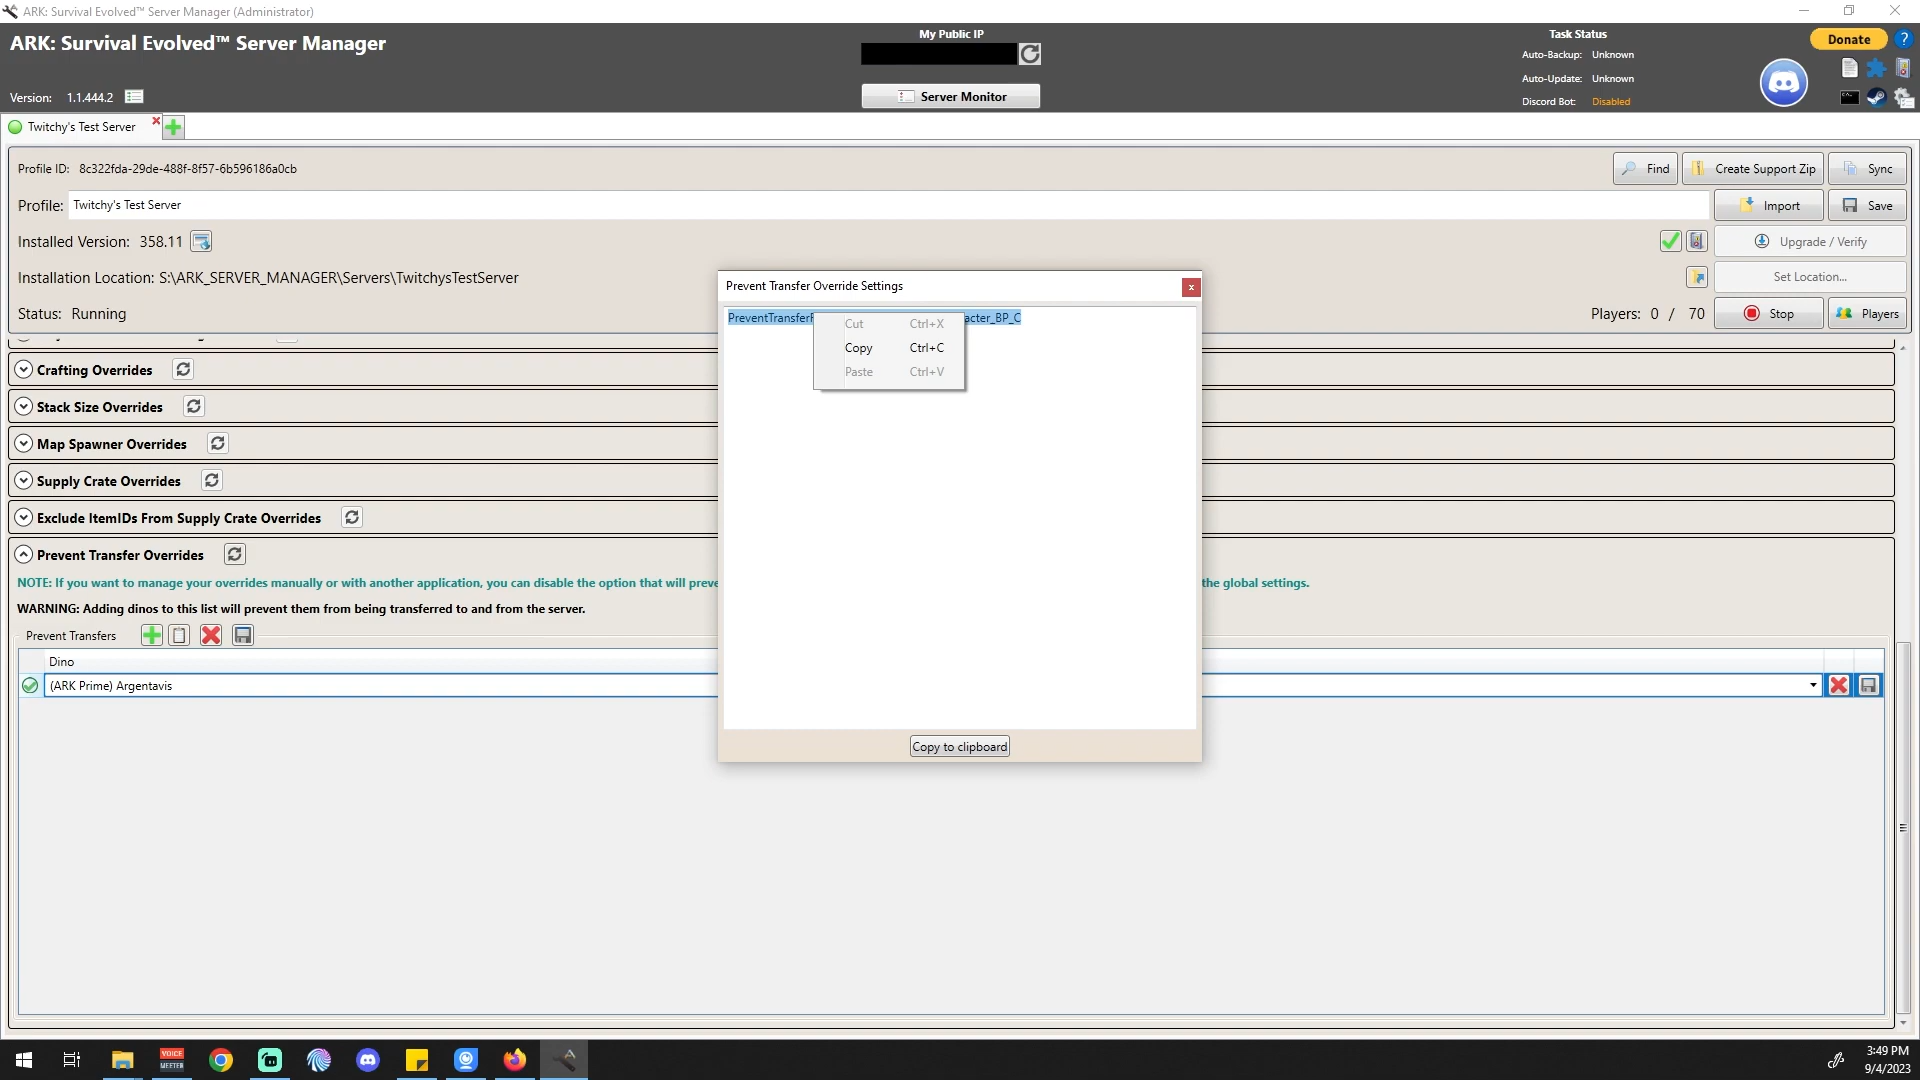 ARK: Survival Evolved™ Server Manager (Administrator)
ARK: Survival Evolved™ Server Manager
My Public IP
Task Status
Donate
?
Auto-Backup: Unknown
Auto-Update: Unknown
Version: 1.1.444.2
Server Monitor
Discord Bot: Disabled
Twitchy's Test Server
Profile ID: 8c322fda-29de-488f-8f57-6b596186a0cb
Find
Create Support Zip
Sync
Profile: Twitchy's Test Server
Import
Save
Installed Version: 358.11
Upgrade / Verify
Installation Location: S:\ARK_SERVER_MANAGER\Servers\TwitchysTestServer
Set Location...
Status: Running
Players: 0 / 70
Stop
Players
Prevent Transfer Override Settings
x
PreventTransferF
acter_BP_C
Cut Ctrl+X
Copy Ctrl+C
Paste Ctrl+V
Copy to clipboard
Crafting Overrides
Stack Size Overrides
Map Spawner Overrides
Supply Crate Overrides
Exclude ItemIDs From Supply Crate Overrides
Prevent Transfer Overrides
NOTE: If you want to manage your overrides manually or with another application, you can disable the option that will preve
the global settings.
WARNING: Adding dinos to this list will prevent them from being transferred to and from the server.
Prevent Transfers
Dino
(ARK Prime) Argentavis
VOICE
MEETER
3:49 PM
9/4/2023